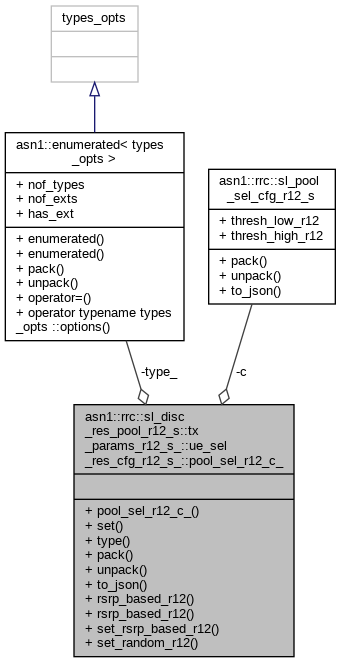 types_opts
asn1::enumerated< types
_opts >
+ nof_types
+ nof_exts
+ has_ext
+ enumerated()
+ enumerated()
+ pack()
+ unpack()
+ operator=()
+ operator typename types
_opts ::options()
asn1::rrc::sl_pool
_sel_cfg_r12_s
+ thresh_low_r12
+ thresh_high_r12
+ pack()
+ unpack()
+ to_json()
-type_
-c
asn1::rrc::sl_disc
_res_pool_r12_s::tx
_params_r12_s_::ue_sel
_res_cfg_r12_s_::pool_sel_r12_c_
+ pool_sel_r12_c_()
+ set()
+ type()
+ pack()
+ unpack()
+ to_json()
+ rsrp_based_r12()
+ rsrp_based_r12()
+ set_rsrp_based_r12()
+ set_random_r12()